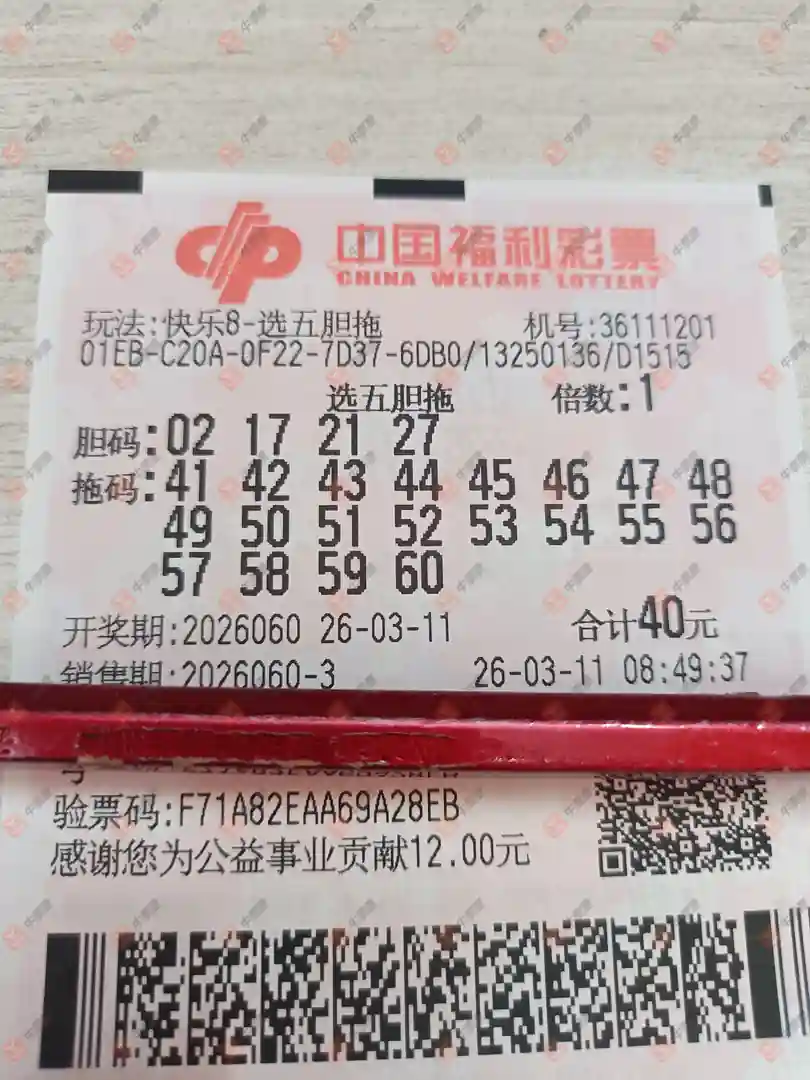 中国福利彩票
CHINA WELFARE LOTTERY
玩法:快乐8-选五胆拖 机号:36111201
01EB-C20A-0F22-7D37-6DB0/13250136/D1515
选五胆拖 倍数:1
胆码:02 17 21 27
拖码:41 42 43 44 45 46 47 48
49 50 51 52 53 54 55 56
57 58 59 60
开奖期:2026060 26-03-11 合计40元
销售期:2026060-3 26-03-11 08:49:37
验票码:F71A82EAA69A28EB
感谢您为公益事业贡献12.00元